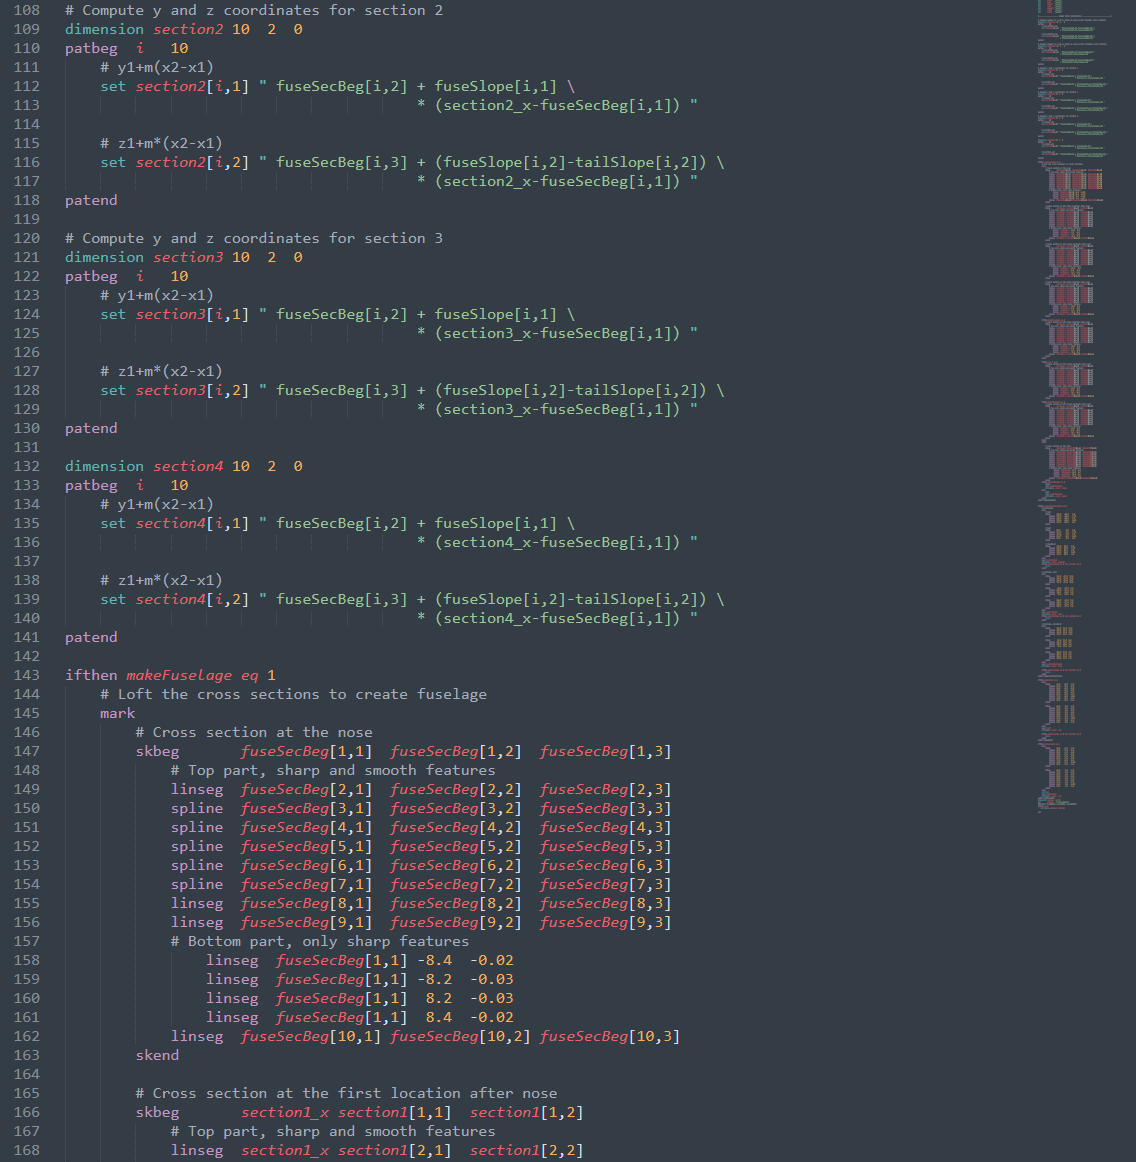 108 # Compute y and z coordinates for section 2
109 dimension section2 10 2 0
110 patbeg i 10
111 # y1+m(x2-x1)
112 set section2[i,1] " fuseSecBeg[i,2] + fuseSlope[i,1] \
113 * (section2_x-fuseSecBeg[i,1]) "
114
115 # z1+m*(x2-x1)
116 set section2[i,2] " fuseSecBeg[i,3] + (fuseSlope[i,2]-tailSlope[i,2]) \
117 * (section2_x-fuseSecBeg[i,1]) "
118 patend
119
120 # Compute y and z coordinates for section 3
121 dimension section3 10 2 0
122 patbeg i 10
123 # y1+m(x2-x1)
124 set section3[i,1] " fuseSecBeg[i,2] + fuseSlope[i,1] \
125 * (section3_x-fuseSecBeg[i,1]) "
126
127 # z1+m*(x2-x1)
128 set section3[i,2] " fuseSecBeg[i,3] + (fuseSlope[i,2]-tailSlope[i,2]) \
129 * (section3_x-fuseSecBeg[i,1]) "
130 patend
131
132 dimension section4 10 2 0
133 patbeg i 10
134 # y1+m(x2-x1)
135 set section4[i,1] " fuseSecBeg[i,2] + fuseSlope[i,1] \
136 * (section4_x-fuseSecBeg[i,1]) "
137
138 # z1+m*(x2-x1)
139 set section4[i,2] " fuseSecBeg[i,3] + (fuseSlope[i,2]-tailSlope[i,2]) \
140 * (section4_x-fuseSecBeg[i,1]) "
141 patend
142
143 ifthen makeFuselage eq 1
144 # Loft the cross sections to create fuselage
145 mark
146 # Cross section at the nose
147 skbeg fuseSecBeg[1,1] fuseSecBeg[1,2] fuseSecBeg[1,3]
148 # Top part, sharp and smooth features
149 linseg fuseSecBeg[2,1] fuseSecBeg[2,2] fuseSecBeg[2,3]
150 spline fuseSecBeg[3,1] fuseSecBeg[3,2] fuseSecBeg[3,3]
151 spline fuseSecBeg[4,1] fuseSecBeg[4,2] fuseSecBeg[4,3]
152 spline fuseSecBeg[5,1] fuseSecBeg[5,2] fuseSecBeg[5,3]
153 spline fuseSecBeg[6,1] fuseSecBeg[6,2] fuseSecBeg[6,3]
154 spline fuseSecBeg[7,1] fuseSecBeg[7,2] fuseSecBeg[7,3]
155 linseg fuseSecBeg[8,1] fuseSecBeg[8,2] fuseSecBeg[8,3]
156 linseg fuseSecBeg[9,1] fuseSecBeg[9,2] fuseSecBeg[9,3]
157 # Bottom part, only sharp features
158 linseg fuseSecBeg[1,1] -8.4 -0.02
159 linseg fuseSecBeg[1,1] -8.2 -0.03
160 linseg fuseSecBeg[1,1] 8.2 -0.03
161 linseg fuseSecBeg[1,1] 8.4 -0.02
162 linseg fuseSecBeg[10,1] fuseSecBeg[10,2] fuseSecBeg[10,3]
163 skend
164
165 # Cross section at the first location after nose
166 skbeg section1_x section1[1,1] section1[1,2]
167 # Top part, sharp and smooth features
168 linseg section1_x section1[2,1] section1[2,2]